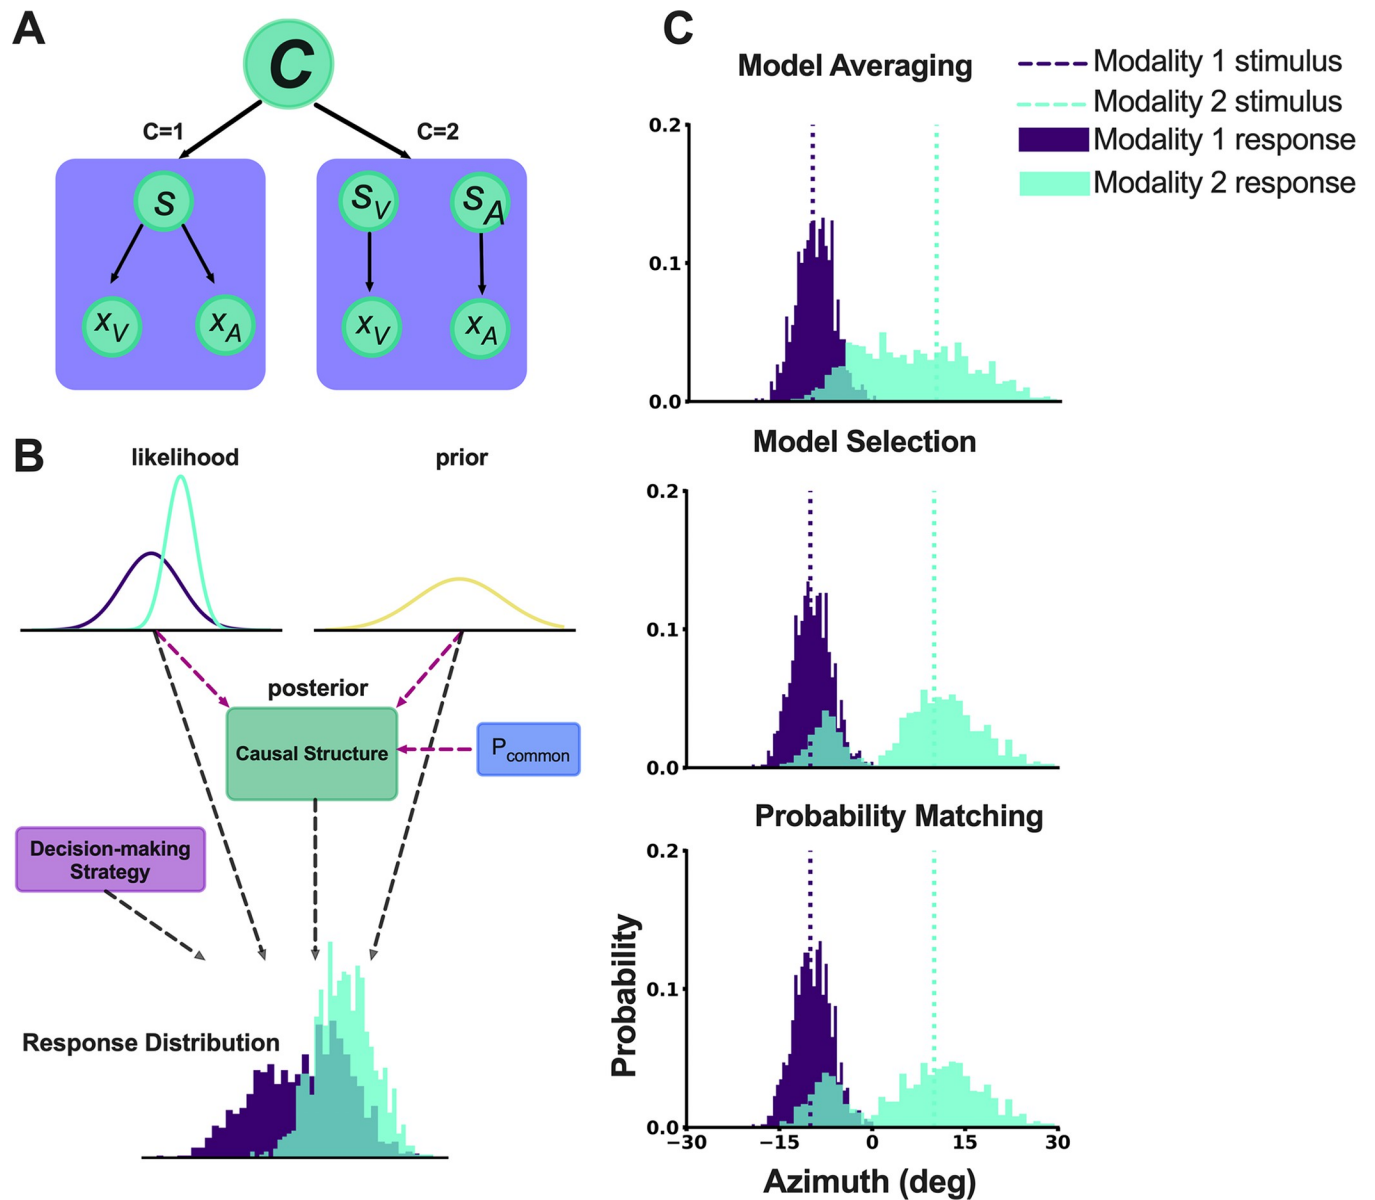 A
C
C=1
C=2
S
S_V
S_A
x_V
x_A
x_V
x_A
B
likelihood
prior
posterior
Causal Structure
P_common
Decision-making
Strategy
Response Distribution
C
Modality 1 stimulus
Modality 2 stimulus
Modality 1 response
Modality 2 response
Model Averaging
0.2
0.1
0.0
Model Selection
0.2
0.1
0.0
Probability Matching
0.2
0.1
0.0
−30
−15
0
15
30
Probability
Azimuth (deg)